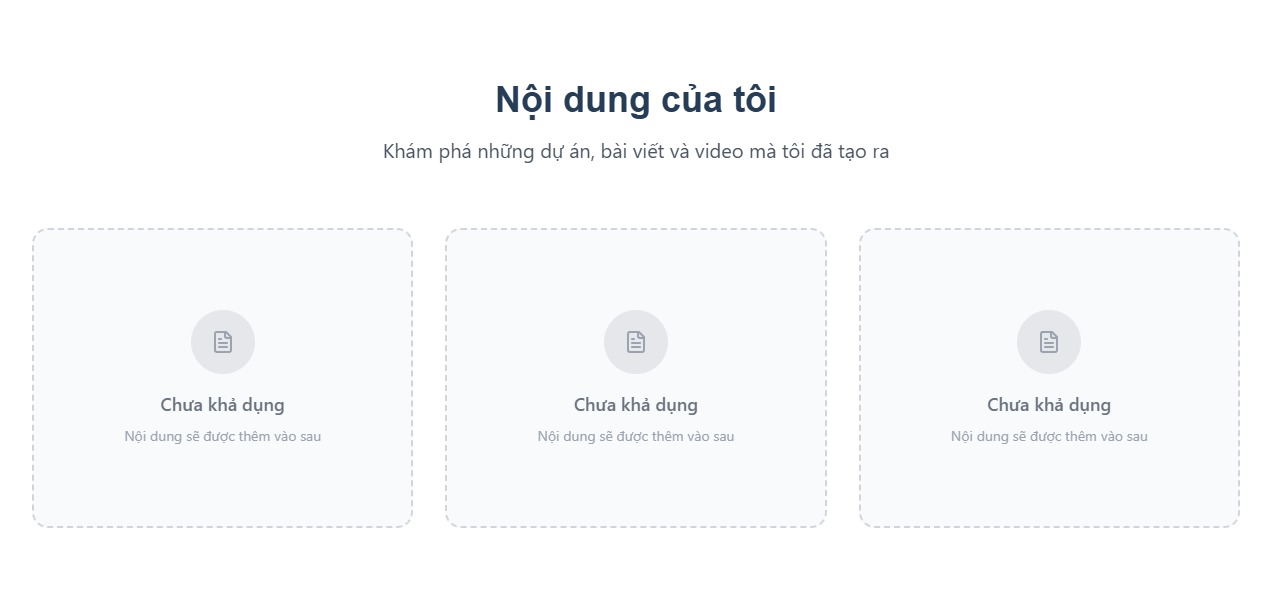 Nội dung của tôi
Khám phá những dự án, bài viết và video mà tôi đã tạo ra
Chưa khả dụng
Nội dung sẽ được thêm vào sau
Chưa khả dụng
Nội dung sẽ được thêm vào sau
Chưa khả dụng
Nội dung sẽ được thêm vào sau